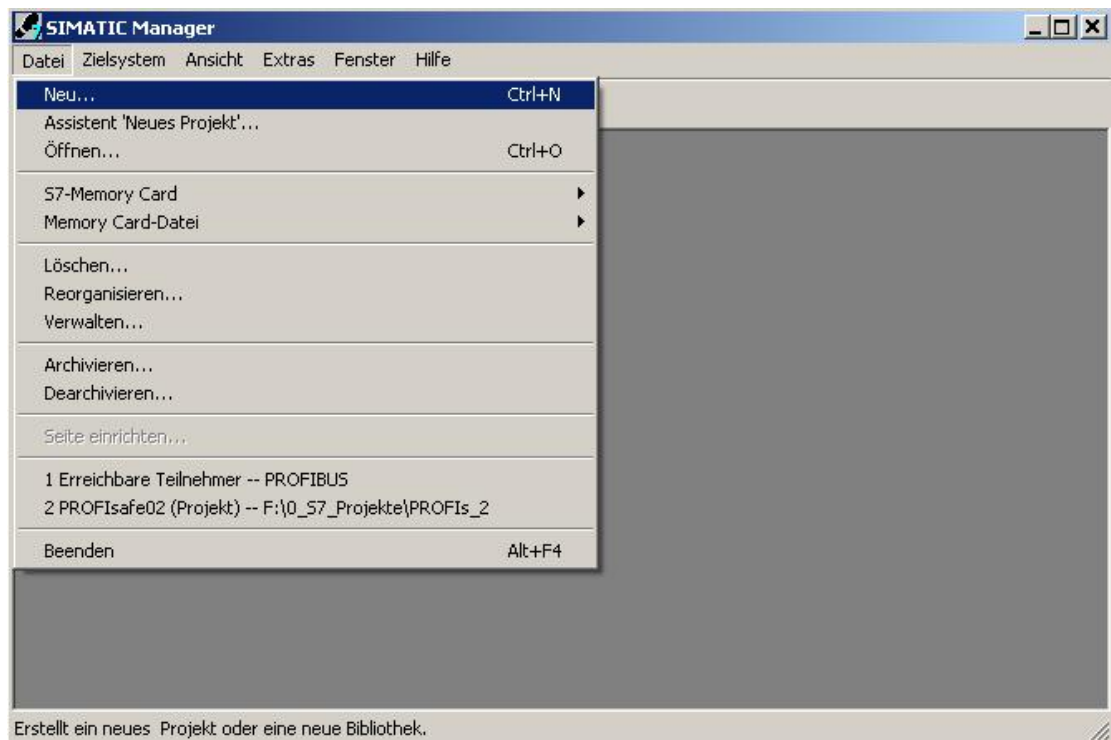 SIMATIC Manager
Datei Zielsystem Ansicht Extras Fenster Hilfe
Neu... Ctrl+N
Assistent 'Neues Projekt'...
Öffnen... Ctrl+O
S7-Memory Card
Memory Card-Datei
Löschen...
Reorganisieren...
Verwalten...
Archivieren...
Dearchivieren...
Seite einrichten...
1 Erreichbare Teilnehmer -- PROFIBUS
2 PROFIsafe02 (Projekt) -- F:\0_S7_Projekte\PROFIs_2
Beenden Alt+F4
Erstellt ein neues Projekt oder eine neue Bibliothek.